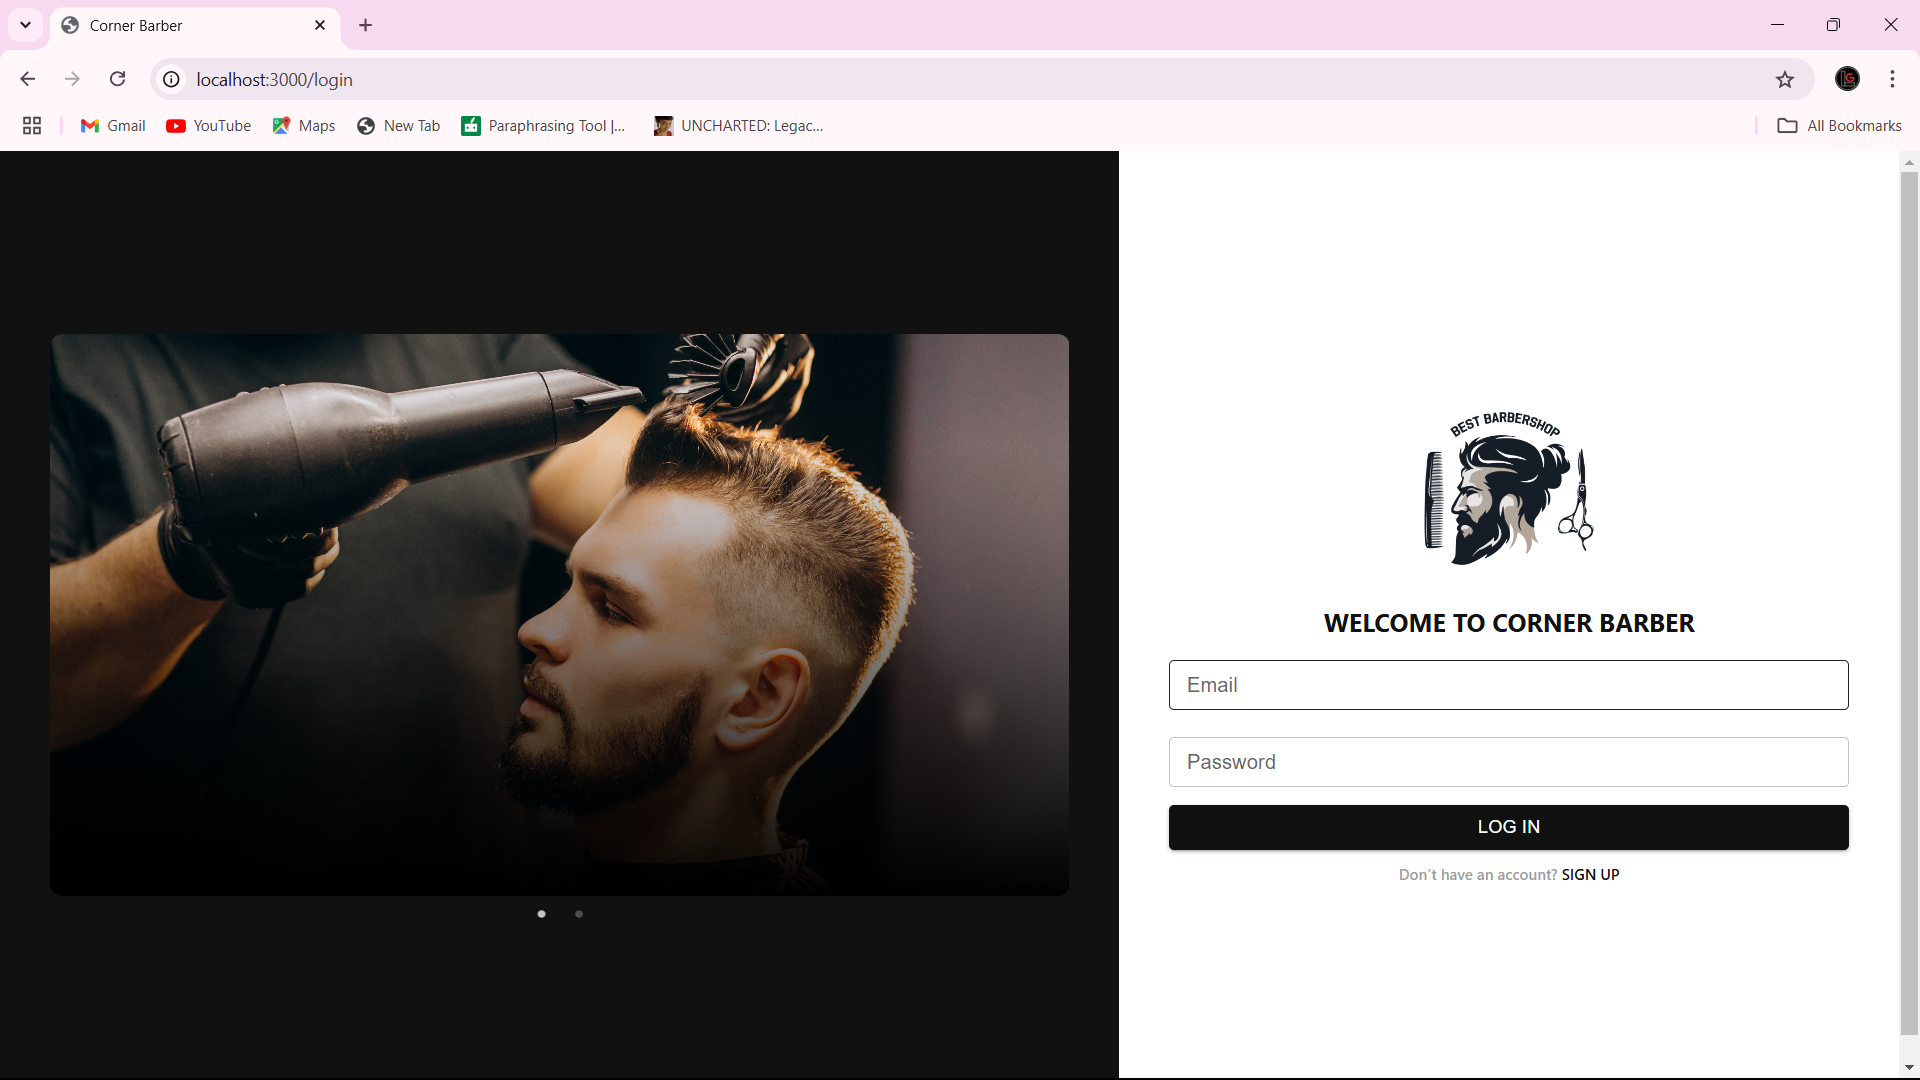 Corner Barber
localhost:3000/login
Gmail
YouTube
Maps
New Tab
Paraphrasing Tool |...
UNCHARTED: Legac...
All Bookmarks
BEST BARBERSHOP
WELCOME TO CORNER BARBER
Email
Password
LOG IN
Don't have an account? SIGN UP